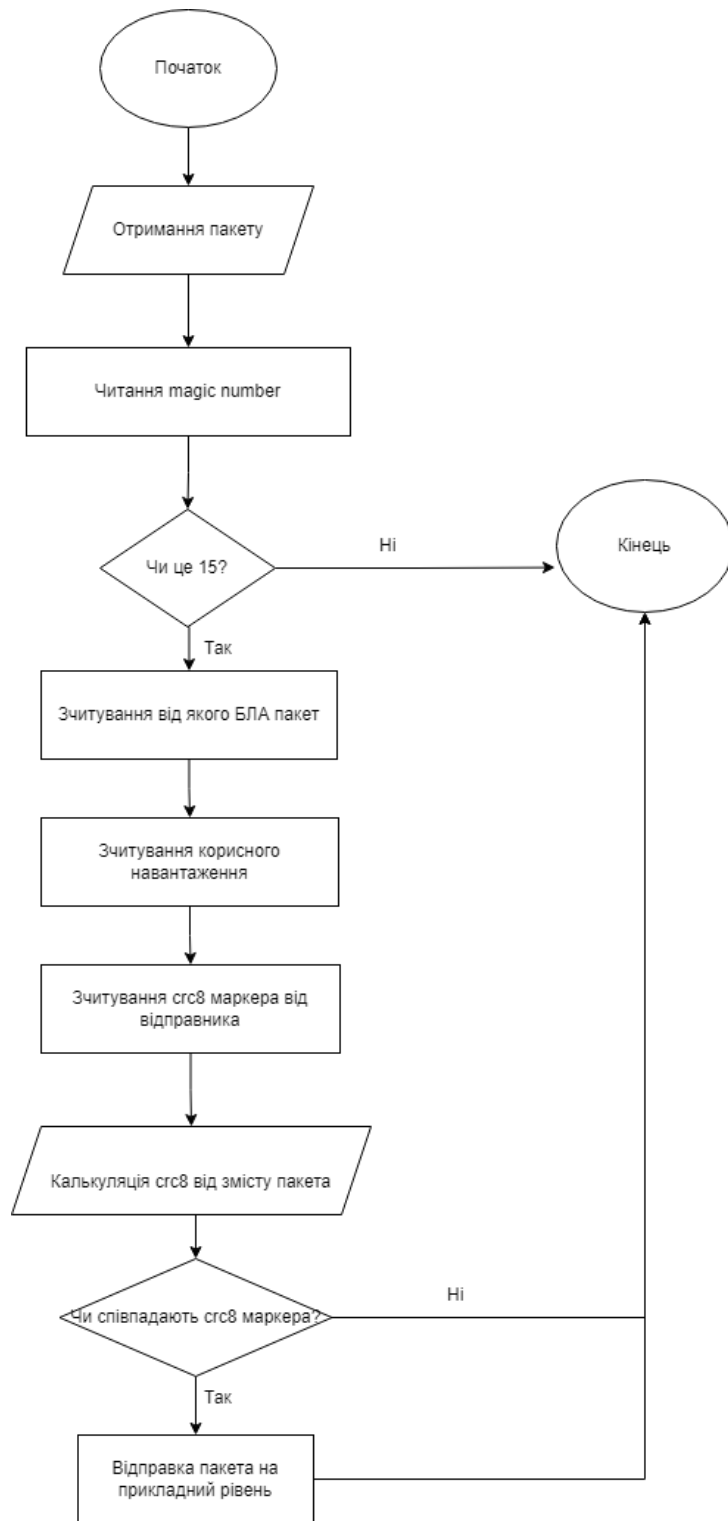 Початок
Отримання пакету
Читання magic number
Чи це 15?
Ні
Кінець
Так
Зчитування від якого БЛА пакет
Зчитування корисного
навантаження
Зчитування crc8 маркера від
відправника
Калькуляція crc8 від змісту пакета
Чи співпадають crc8 маркера?
Ні
Так
Відправка пакета на
прикладний рівень